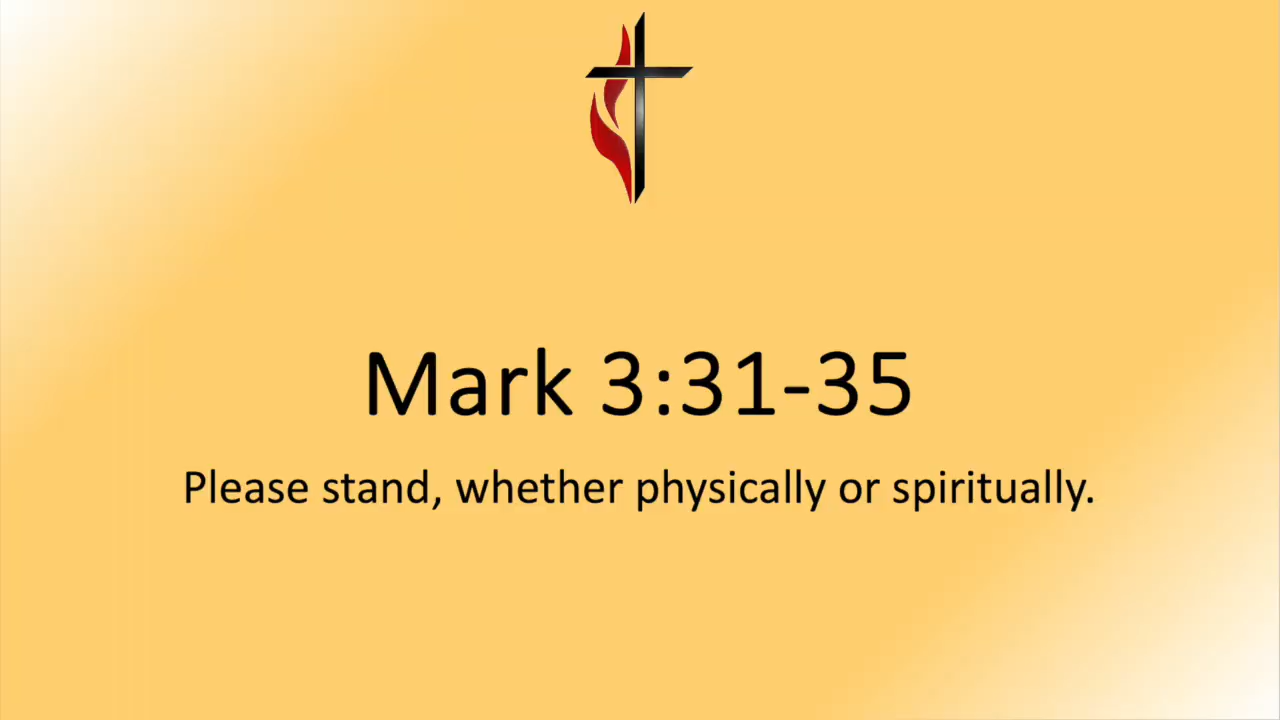 Mark 3:31-35
Please stand, whether physically or spiritually.